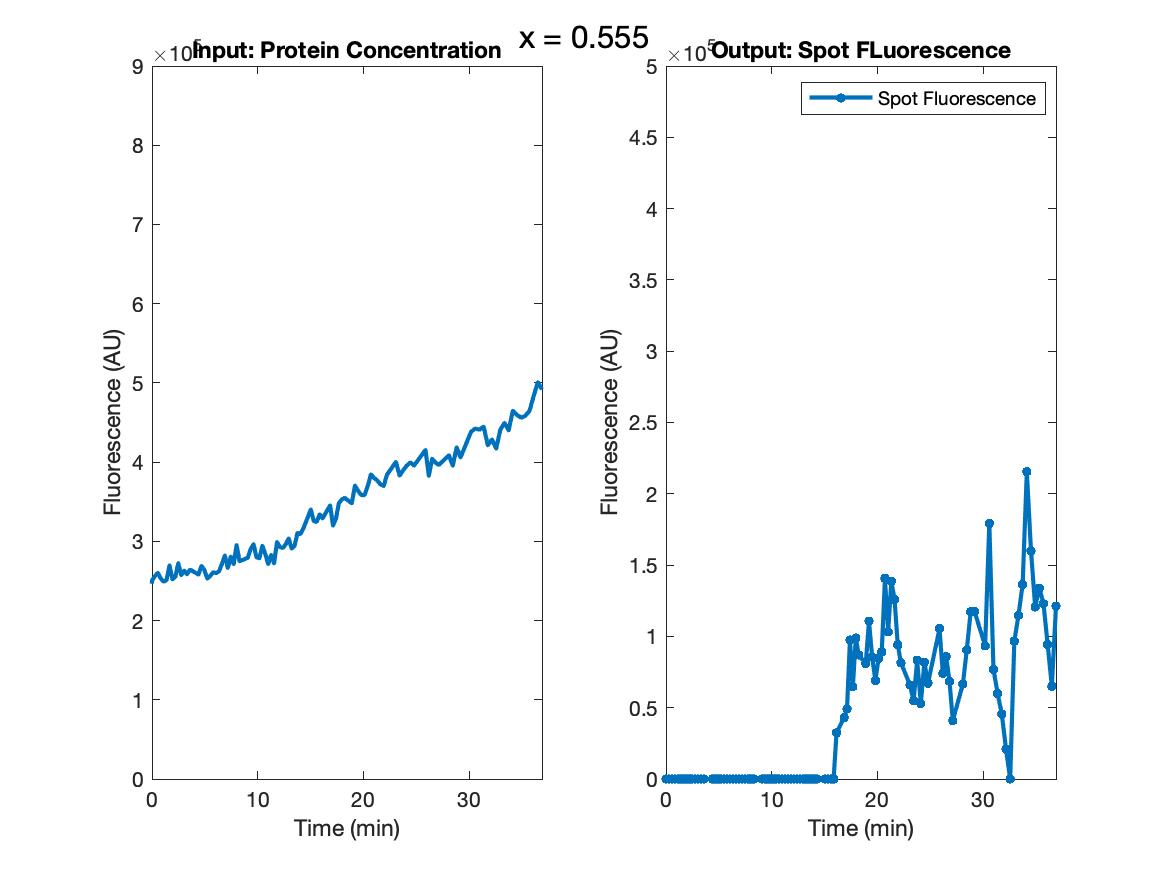 x = 0.555
×10⁵
Input: Protein Concentration
9
8
7
6
5
4
3
2
1
0
Fluorescence (AU)
0 10 20 30
Time (min)
×10⁵
Output: Spot FLuorescence
Spot Fluorescence
5
4.5
4
3.5
3
2.5
2
1.5
1
0.5
0
Fluorescence (AU)
0 10 20 30
Time (min)